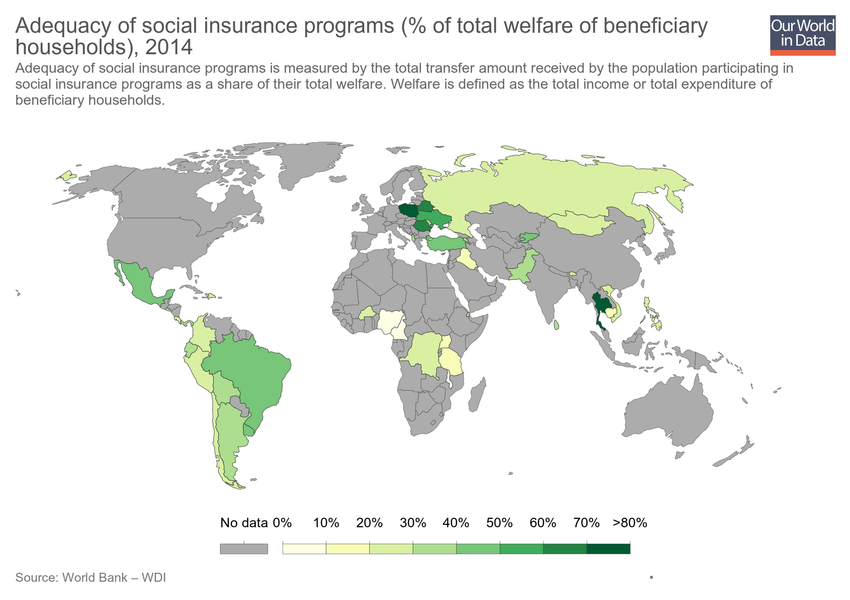 Adequacy of social insurance programs (% of total welfare of beneficiary
households), 2014
Our World
in Data
Adequacy of social insurance programs is measured by the total transfer amount received by the population participating in
social insurance programs as a share of their total welfare. Welfare is defined as the total income or total expenditure of
beneficiary households.
No data 0% 10% 20% 30% 40% 50% 60% 70% >80%
Source: World Bank – WDI